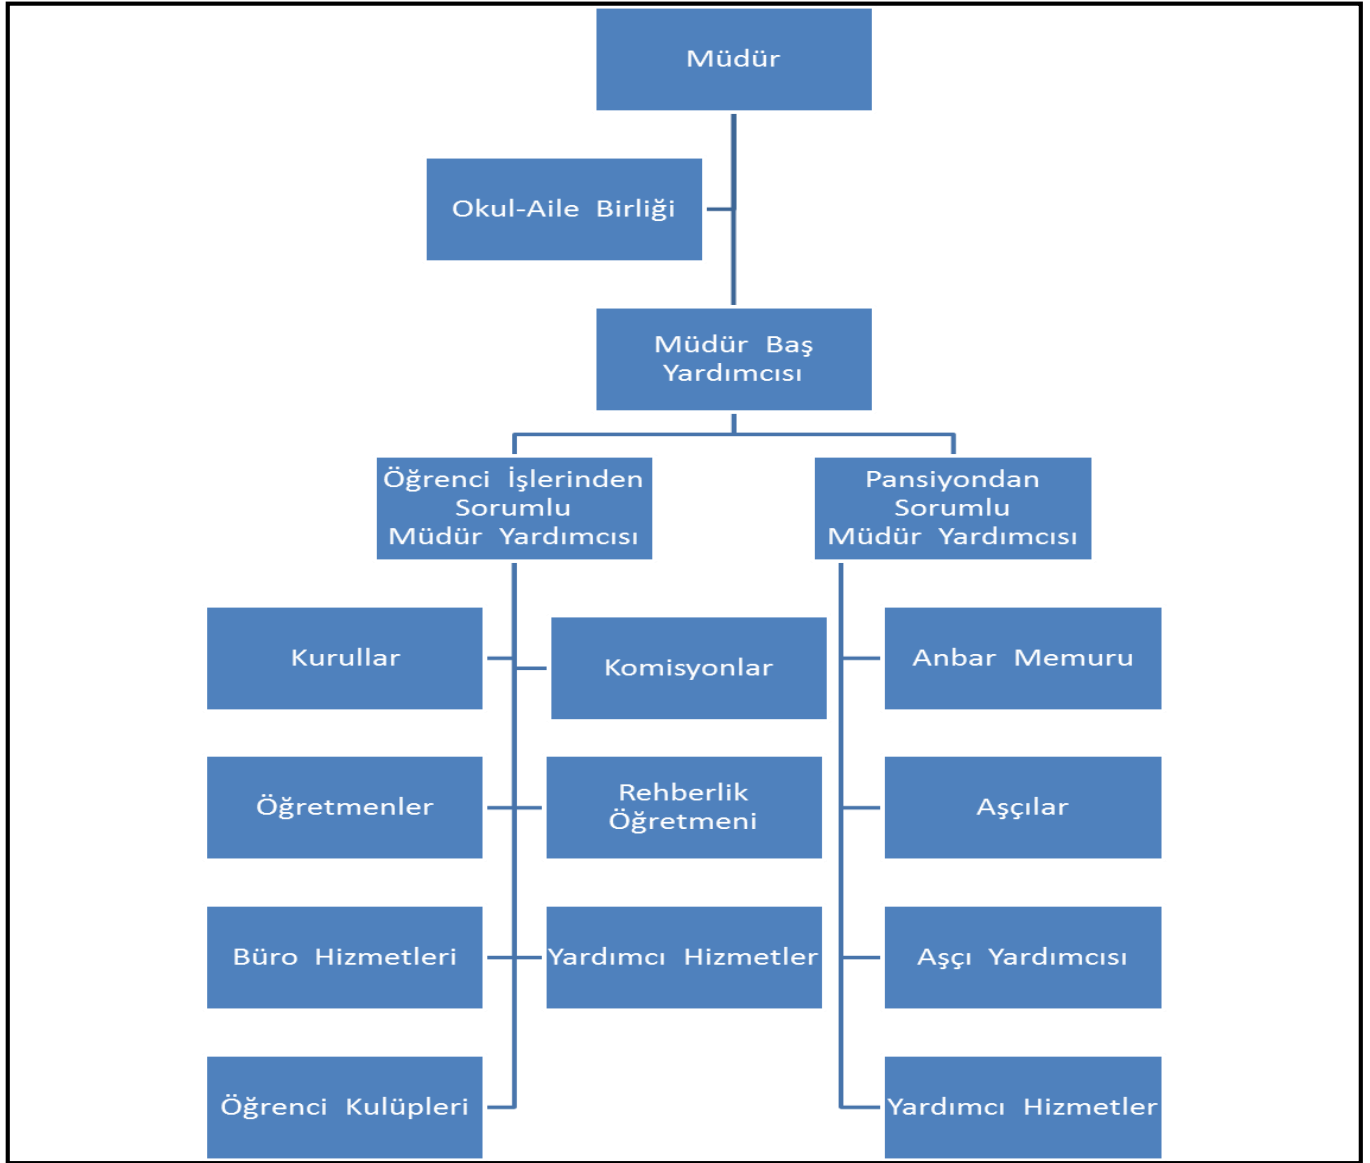 Müdür
Okul-Aile Birliği
Müdür Baş
Yardımcısı
Öğrenci İşlerinden
Sorumlu
Müdür Yardımcısı
Pansiyondan
Sorumlu
Müdür Yardımcısı
Kurullar
Komisyonlar
Anbar Memuru
Öğretmenler
Rehberlik
Öğretmeni
Aşçılar
Büro Hizmetleri
Yardımcı Hizmetler
Aşçı Yardımcısı
Öğrenci Kulüpleri
Yardımcı Hizmetler